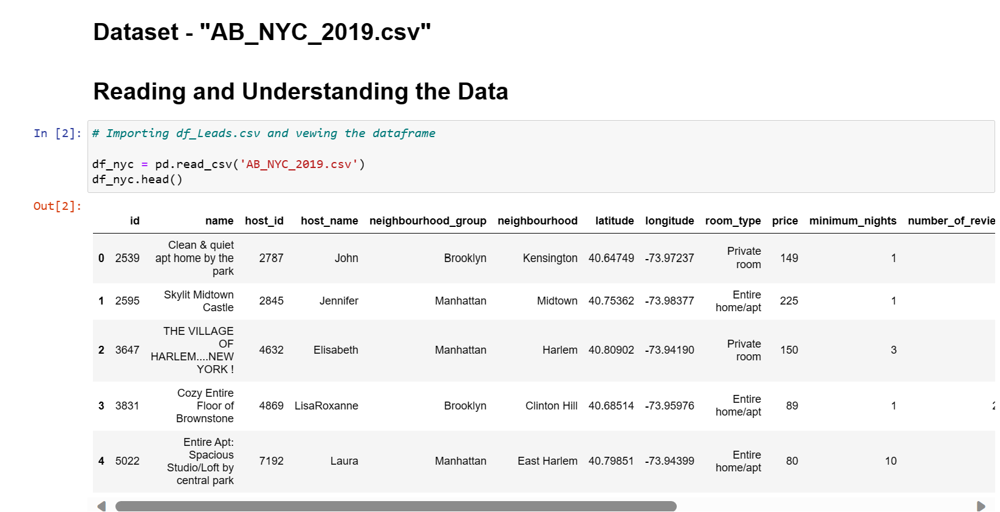 Dataset - "AB_NYC_2019.csv"
Reading and Understanding the Data
In [2]:
# Importing df_Leads.csv and vewing the dataframe
df_nyc = pd.read_csv('AB_NYC_2019.csv')
df_nyc.head()
Out[2]:
id name host_id host_name neighbourhood_group neighbourhood latitude longitude room_type price minimum_nights number_of_revie
0 2539 Clean & quiet apt home by the park 2787 John Brooklyn Kensington 40.64749 -73.97237 Private room 149 1
1 2595 Skylit Midtown Castle 2845 Jennifer Manhattan Midtown 40.75362 -73.98377 Entire home/apt 225 1
2 3647 THE VILLAGE OF HARLEM....NEW YORK ! 4632 Elisabeth Manhattan Harlem 40.80902 -73.94190 Private room 150 3
3 3831 Cozy Entire Floor of Brownstone 4869 LisaRoxanne Brooklyn Clinton Hill 40.68514 -73.95976 Entire home/apt 89 1
4 5022 Entire Apt: Spacious Studio/Loft by central park 7192 Laura Manhattan East Harlem 40.79851 -73.94399 Entire home/apt 80 10